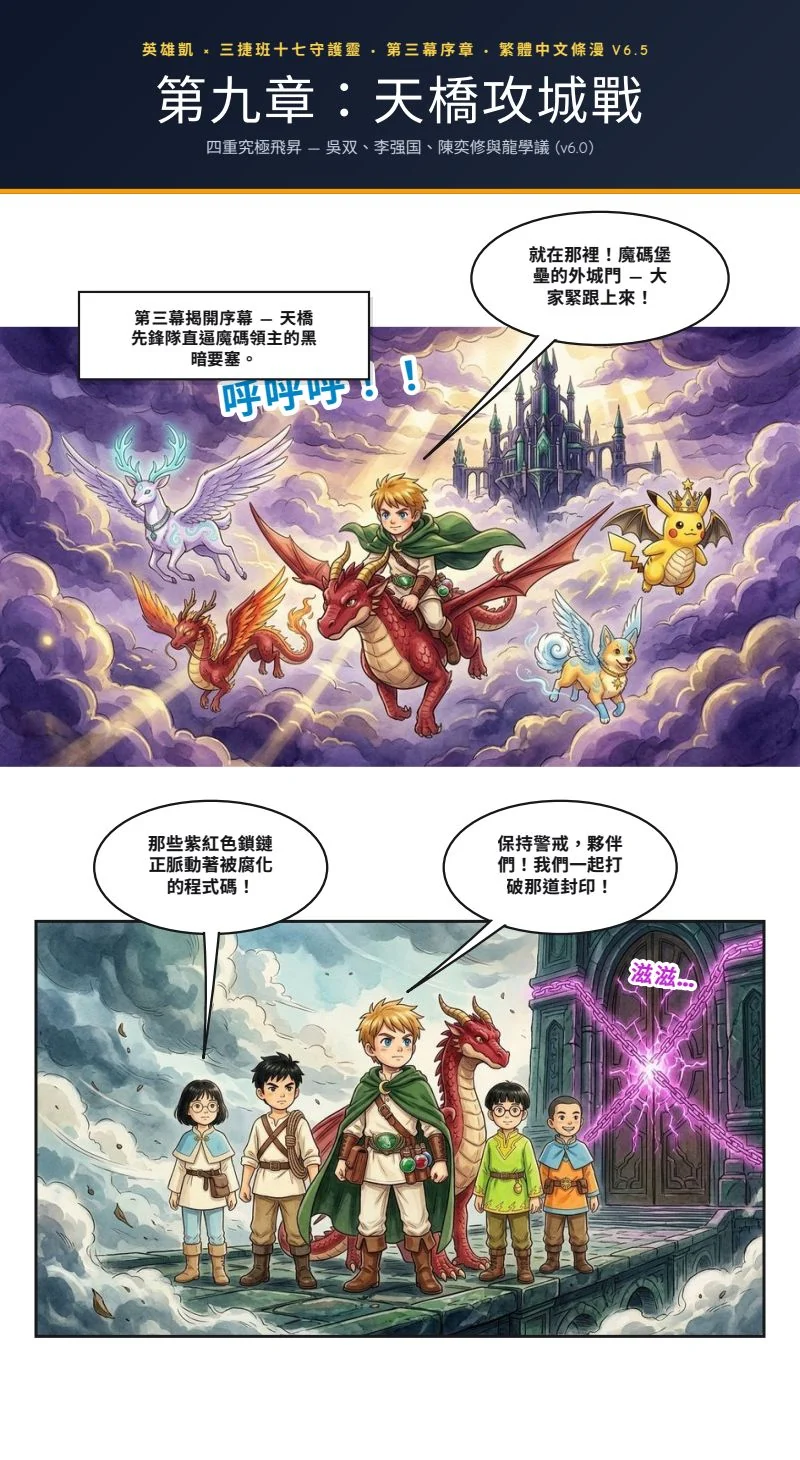 英雄凱 × 三捷班十七守護靈 · 第三幕序章 · 繁體中文條漫 V6.5
第九章：天橋攻城戰
四重究極飛昇 — 吳双、李强国、陳奕修與龍學議 (v6.0)
就在那裡！魔碼堡
壘的外城門 — 大
家緊跟上來！
第三幕揭開序幕 — 天橋
先鋒隊直逼魔碼領主的黑
暗要塞。
呼呼呼！！
那些紫紅色鎖鏈
正脈動著被腐化
的程式碼！
保持警戒，夥伴
們！我們一起打
破那道封印！
滋滋…